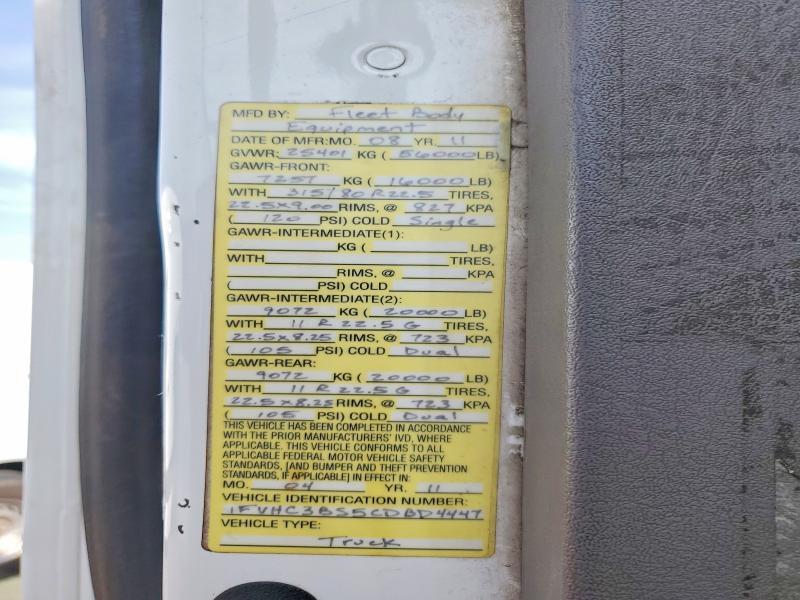 MFD BY: Fleet Body
Equipment
DATE OF MFR: MO. 08 YR. 11
GVWR: 25401 KG ( 56000 LB)
GAWR-FRONT:
7257 KG ( 16000 LB)
WITH 315/80 R22.5 TIRES,
22.5x9.00 RIMS, @ 827 KPA
( 120 PSI) COLD Single
GAWR-INTERMEDIATE(1):
KG ( LB)
WITH TIRES,
RIMS, @ KPA
( PSI) COLD
GAWR-INTERMEDIATE(2):
9072 KG ( 20000 LB)
WITH 11 R 22.5 G TIRES,
22.5x8.25 RIMS, @ 723 KPA
( 105 PSI) COLD Dual
GAWR-REAR:
9072 KG ( 20000 LB)
WITH 11 R 22.5 G TIRES,
22.5x8.25 RIMS, @ 723 KPA
( 105 PSI) COLD Dual
THIS VEHICLE HAS BEEN COMPLETED IN ACCORDANCE
WITH THE PRIOR MANUFACTURERS' IVD, WHERE
APPLICABLE. THIS VEHICLE CONFORMS TO ALL
APPLICABLE FEDERAL MOTOR VEHICLE SAFETY
STANDARDS, [AND BUMPER AND THEFT PREVENTION
STANDARDS, IF APPLICABLE] IN EFFECT IN:
MO. 04 YR. 11
VEHICLE IDENTIFICATION NUMBER:
1FVHC3BS5CDBD4447
VEHICLE TYPE:
Truck